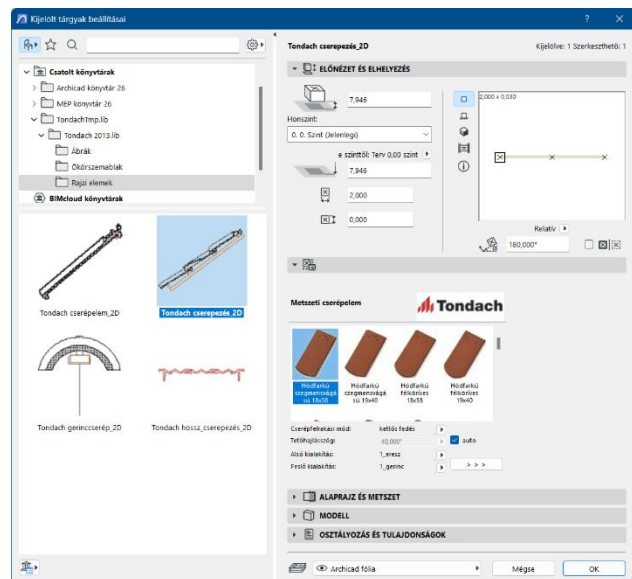 Kijelölt tárgyak beállításai
? ×
Csatolt könyvtárak
Archicad könyvtár 26
MEP könyvtár 26
TondachTmp.lib
Tondach 2013.lib
Ábrák
Ökörszemablak
Rajzi elemek
BIMcloud könyvtárak
Tondach cserépelem_2D
Tondach cserepezés_2D
Tondach gerinccserép_2D
Tondach hossz_cserepezés_2D
Tondach cserepezés_2D
Kijelölve: 1 Szerkeszthető: 1
ELŐNÉZET ÉS ELHELYEZÉS
7,946
Honszint:
0. 0. Szint (Jelenlegi)
e szinttől: Terv 0,00 szint
7,946
2,000
0,000
2,000 x 0,030
Relatív
180,000°
Metszeti cserépelem
Tondach
Hódfarkú szegmensvágású 18x38
Hódfarkú szegmensvágású 19x40
Hódfarkú félköríves 18x38
Hódfarkú félköríves 19x40
Cserépfelrakási mód: kettős fedés
Tetőhajlásszög: 40,000° auto
Alsó kialakítás: 1_eresz
Felső kialakítás: 1_gerinc
> > >
ALAPRAJZ ÉS METSZET
MODELL
OSZTÁLYOZÁS ÉS TULAJDONSÁGOK
Archicad fólia
Mégse
OK